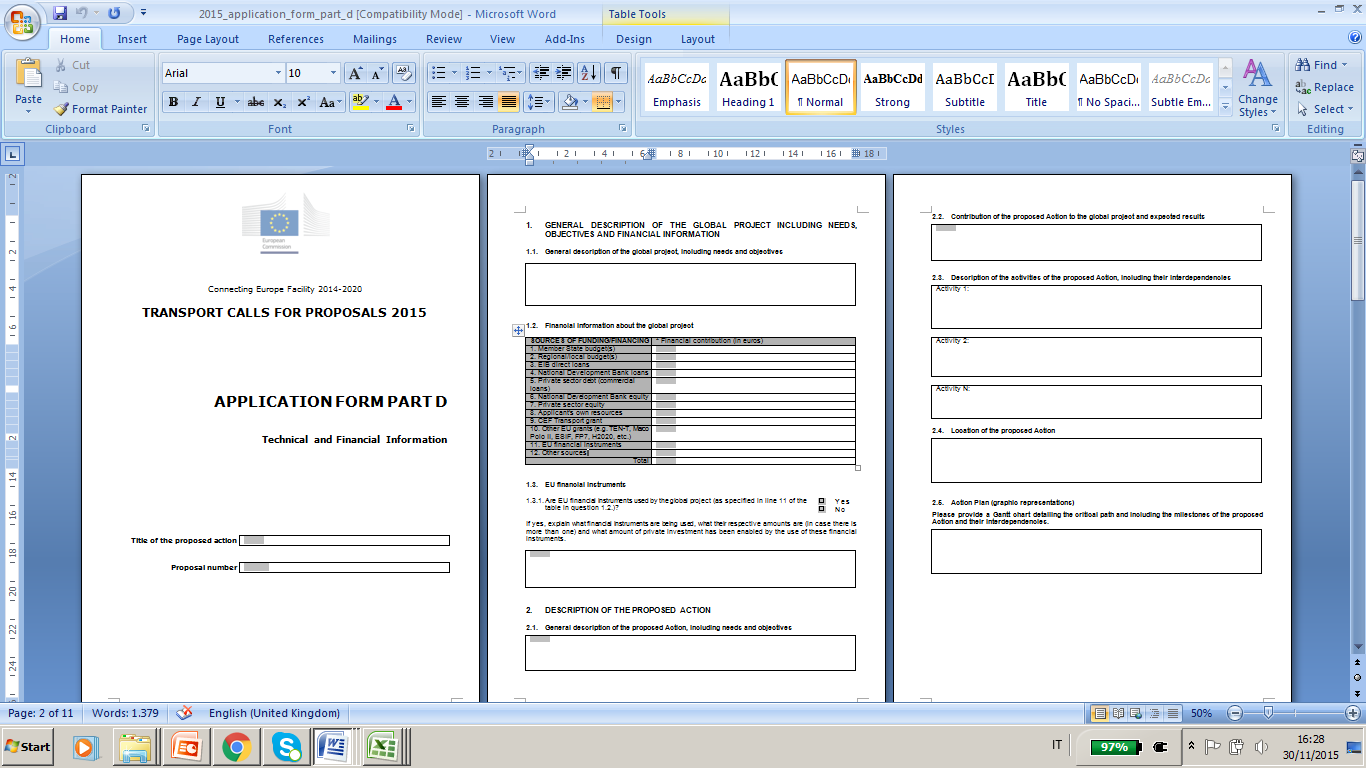 2015_application_form_part_d [Compatibility Mode] - Microsoft Word
Table Tools
Home Insert Page Layout References Mailings Review View Add-Ins Design Layout
Paste
Cut
Copy
Format Painter
Clipboard
Arial 10
Font
Paragraph
AaBbCcDc AaBbC AaBbCcDc AaBbCcDd AaBbCcI AaBbC AaBbCcDc AaBbCcDc
Emphasis Heading 1 ¶ Normal Strong Subtitle Title ¶ No Spaci... Subtle Em...
Change Styles
Styles
Find
Replace
Select
Editing
2 2 4 6 8 10 12 14 16 18
European
Commission
Connecting Europe Facility 2014-2020
TRANSPORT CALLS FOR PROPOSALS 2015
APPLICATION FORM PART D
Technical and Financial Information
Title of the proposed action
Proposal number
1. GENERAL DESCRIPTION OF THE GLOBAL PROJECT INCLUDING NEEDS,
OBJECTIVES AND FINANCIAL INFORMATION
1.1. General description of the global project, including needs and objectives
1.2. Financial information about the global project
SOURCES OF FUNDING/FINANCING * Financial contribution (in euros)
1. Member State budget(s)
2. Regional/local budget(s)
3. EIB direct loans
4. National Development Bank loans
5. Private sector debt (commercial
loans)
6. National Development Bank equity
7. Private sector equity
8. Applicant's own resources
9. CEF Transport grant
10. Other EU grants (e.g. TEN-T, Maco
Polo II, ESIF, FP7, H2020, etc.)
11. EU financial instruments
12. Other sources
Total
1.3. EU financial instruments
1.3.1. Are EU financial instruments used by the global project (as specified in line 11 of the
table in question 1.2.)?
Yes
No
If yes, explain what financial instruments are being used, what their respective amounts are (in case there is
more than one) and what amount of private investment has been enabled by the use of these financial
instruments.
2. DESCRIPTION OF THE PROPOSED ACTION
2.1. General description of the proposed Action, including needs and objectives
2.2. Contribution of the proposed Action to the global project and expected results
2.3. Description of the activities of the proposed Action, including their interdependencies
Activity 1:
Activity 2:
Activity N:
2.4. Location of the proposed Action
2.5. Action Plan (graphic representations)
Please provide a Gantt chart detailing the critical path and including the milestones of the proposed
Action and their interdependencies.
Page: 2 of 11 Words: 1.379 English (United Kingdom) 50%
Start IT 97% 16:28
30/11/2015